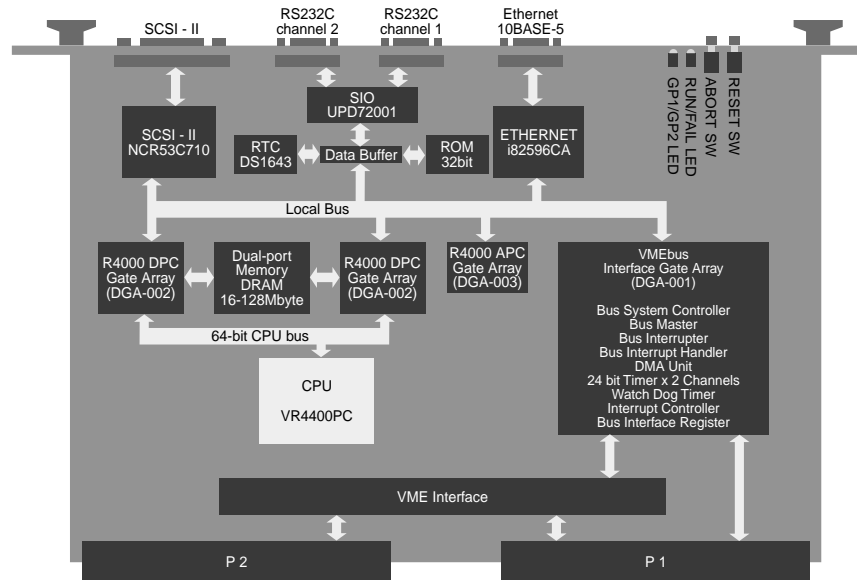 SCSI - II
RS232C
channel 2
RS232C
channel 1
Ethernet
10BASE-5
GP1/GP2 LED
RUN/FAIL LED
ABORT SW
RESET SW
SIO
UPD72001
SCSI - II
NCR53C710
RTC
DS1643
Data Buffer
ROM
32bit
ETHERNET
i82596CA
Local Bus
R4000 DPC
Gate Array
(DGA-002)
Dual-port
Memory
DRAM
16-128Mbyte
R4000 DPC
Gate Array
(DGA-002)
R4000 APC
Gate Array
(DGA-003)
VMEbus
Interface Gate Array
(DGA-001)
Bus System Controller
Bus Master
Bus Interrupter
Bus Interrupt Handler
DMA Unit
24 bit Timer x 2 Channels
Watch Dog Timer
Interrupt Controller
Bus Interface Register
64-bit CPU bus
CPU
VR4400PC
VME Interface
P 2
P 1